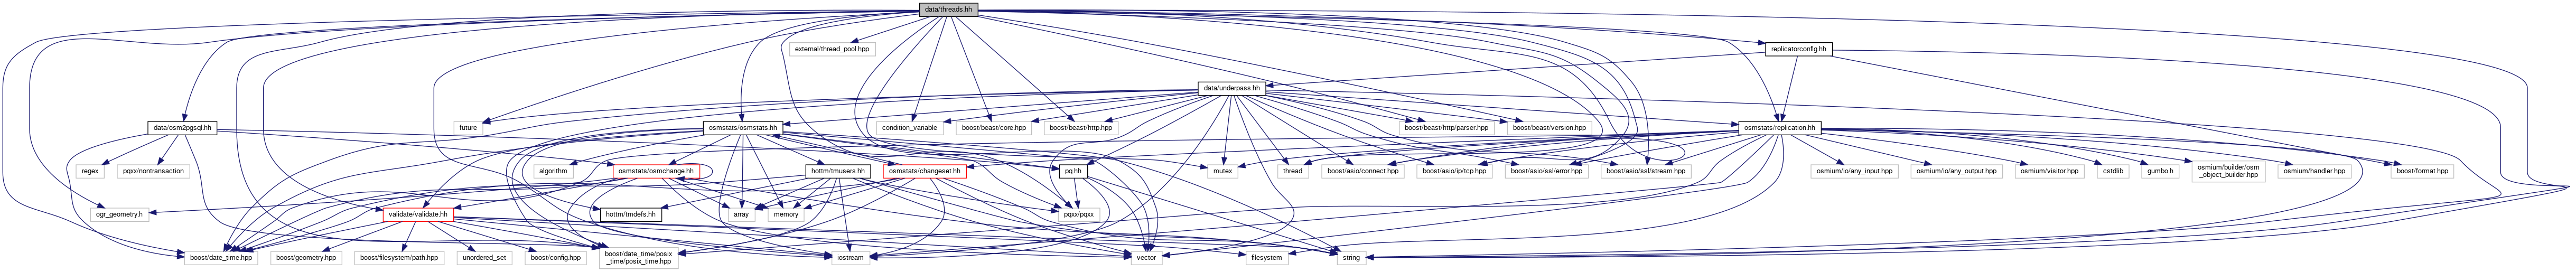 data/threads.hh
external/thread_pool.hpp
replicatorconfig.hh
data/underpass.hh
data/osm2pgsql.hh
future
osmstats/osmstats.hh
condition_variable
boost/beast/core.hpp
boost/beast/http.hpp
boost/beast/http/parser.hpp
boost/beast/version.hpp
osmstats/replication.hh
regex
pqxx/nontransaction
algorithm
osmstats/osmchange.hh
hottm/tmusers.hh
osmstats/changeset.hh
pq.hh
mutex
thread
boost/asio/connect.hpp
boost/asio/ip/tcp.hpp
boost/asio/ssl/error.hpp
boost/asio/ssl/stream.hpp
osmium/io/any_input.hpp
osmium/io/any_output.hpp
osmium/visitor.hpp
cstdlib
gumbo.h
osmium/builder/osm
_object_builder.hpp
osmium/handler.hpp
boost/format.hpp
ogr_geometry.h
validate/validate.hh
hottm/tmdefs.hh
array
memory
pqxx/pqxx
boost/date_time.hpp
boost/geometry.hpp
boost/filesystem/path.hpp
unordered_set
boost/config.hpp
boost/date_time/posix
_time/posix_time.hpp
iostream
vector
filesystem
string